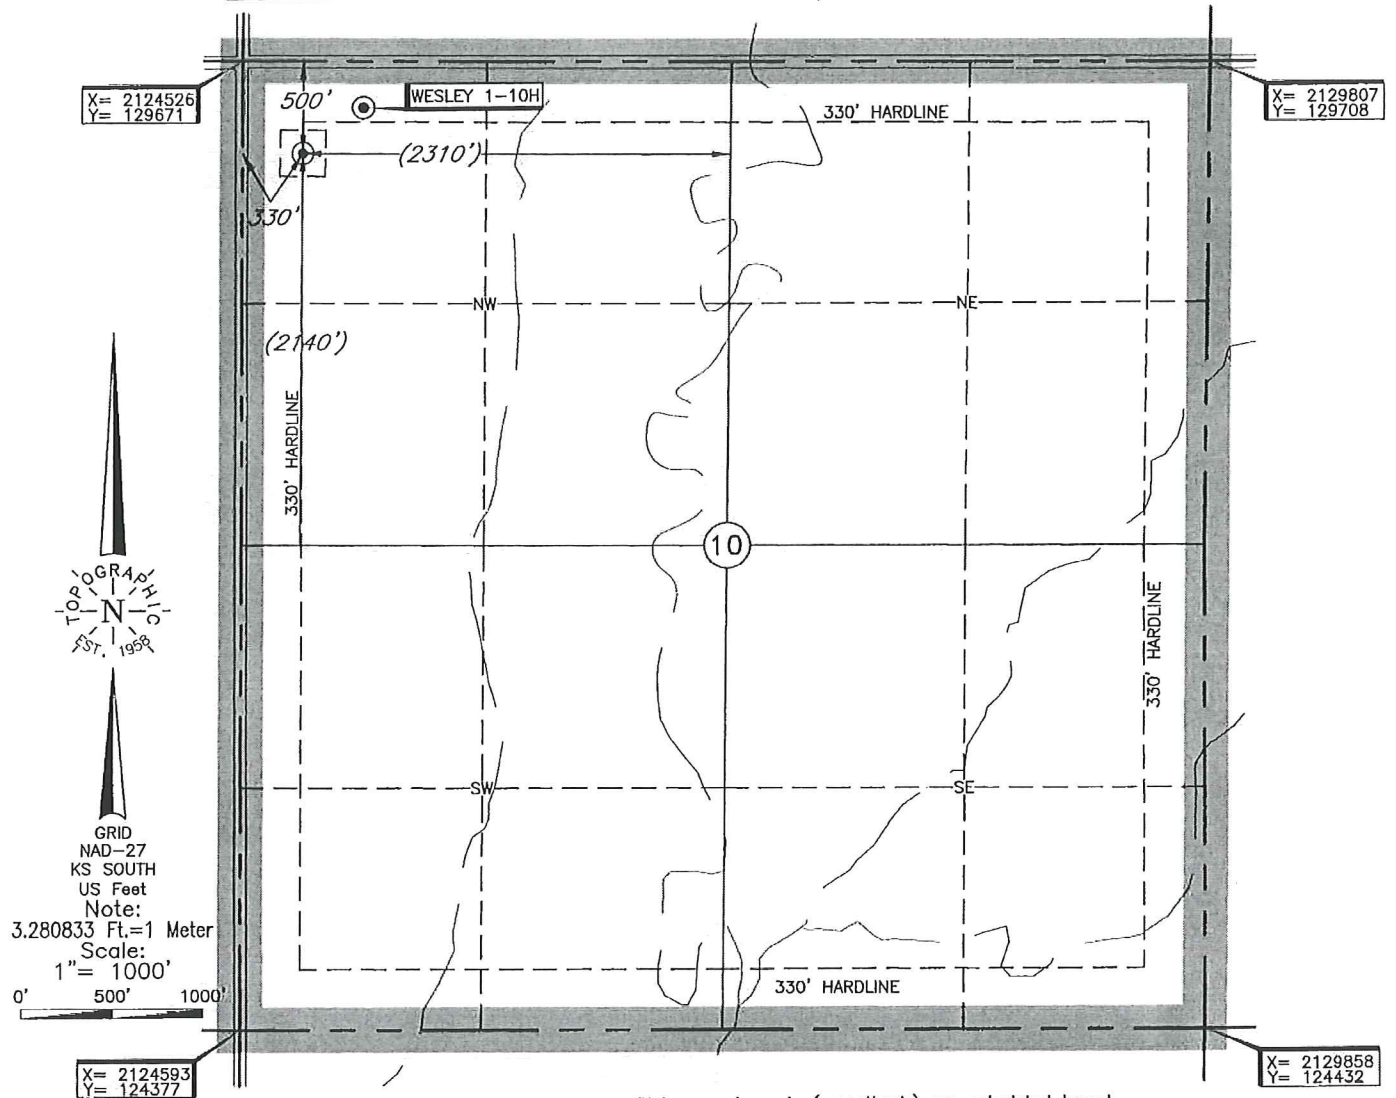 X= 2124526
Y= 129671
500'
WESLEY 1-10H
330' HARDLINE
X= 2129807
Y= 129708
(2310')
330'
NW
NE
(2140')
330' HARDLINE
10
TOPOGRAPHIC
N
EST. 1958
330' HARDLINE
SW
SE
GRID
NAD-27
KS SOUTH
US Feet
Note:
3.280833 Ft.=1 Meter
Scale:
1"= 1000'
0' 500' 1000'
330' HARDLINE
X= 2124593
Y= 124377
X= 2129858
Y= 124432